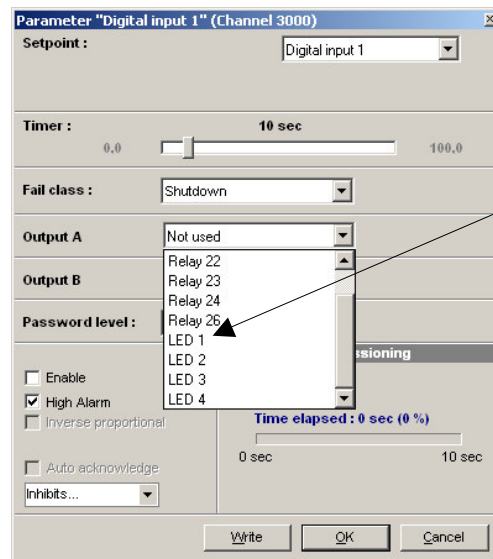 Parameter "Digital input 1" (Channel 3000)
Setpoint :
Digital input 1
Timer :
10 sec
0,0
100,0
Fail class :
Shutdown
Output A
Not used
Relay 22
Output B
Relay 23
Relay 24
Password level :
Relay 26
LED 1
LED 2
LED 3
LED 4
ssioning
Enable
High Alarm
Inverse proportional
Auto acknowledge
Inhibits...
Time elapsed : 0 sec (0 %)
0 sec
10 sec
Write
OK
Cancel